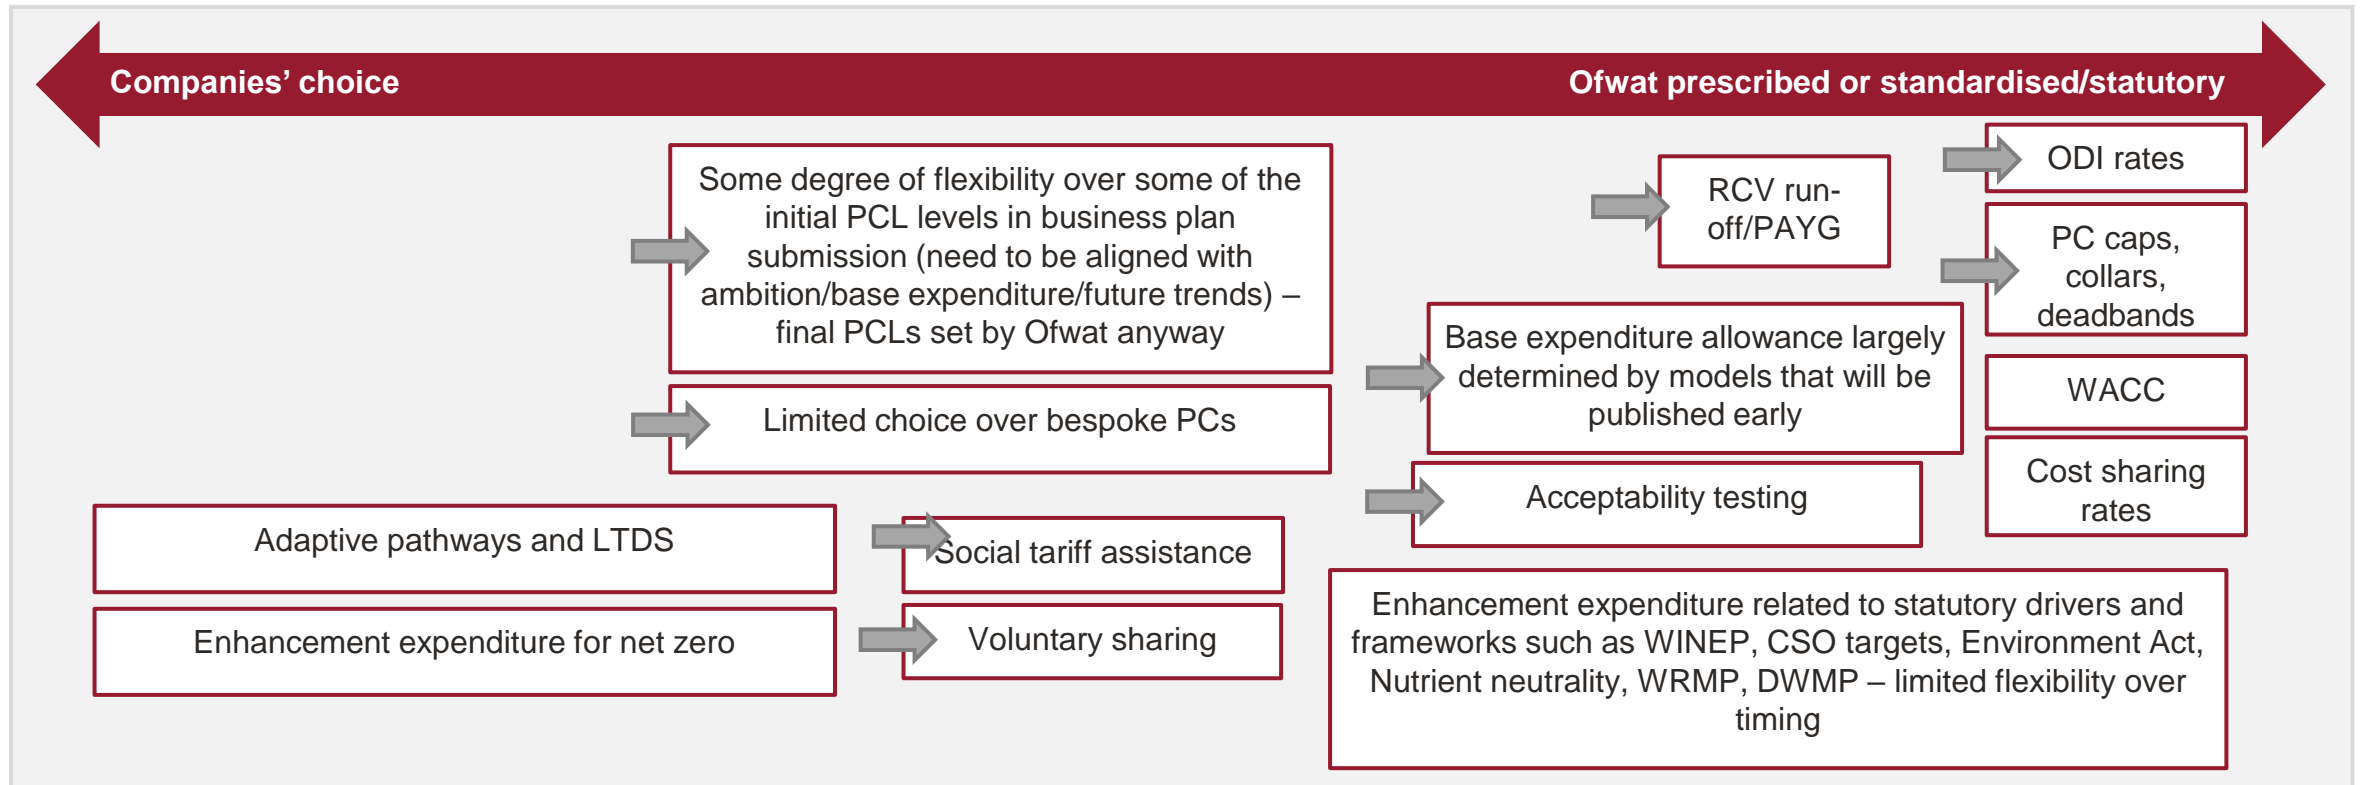 Companies' choice
Ofwat prescribed or standardised/statutory
Some degree of flexibility over some of the
initial PCL levels in business plan
submission (need to be aligned with
ambition/base expenditure/future trends) –
final PCLs set by Ofwat anyway
Limited choice over bespoke PCs
Adaptive pathways and LTDS
Enhancement expenditure for net zero
Social tariff assistance
Voluntary sharing
RCV run-
off/PAYG
Base expenditure allowance largely
determined by models that will be
published early
Acceptability testing
ODI rates
PC caps,
collars,
deadbands
WACC
Cost sharing
rates
Enhancement expenditure related to statutory drivers and
frameworks such as WINEP, CSO targets, Environment Act,
Nutrient neutrality, WRMP, DWMP – limited flexibility over
timing